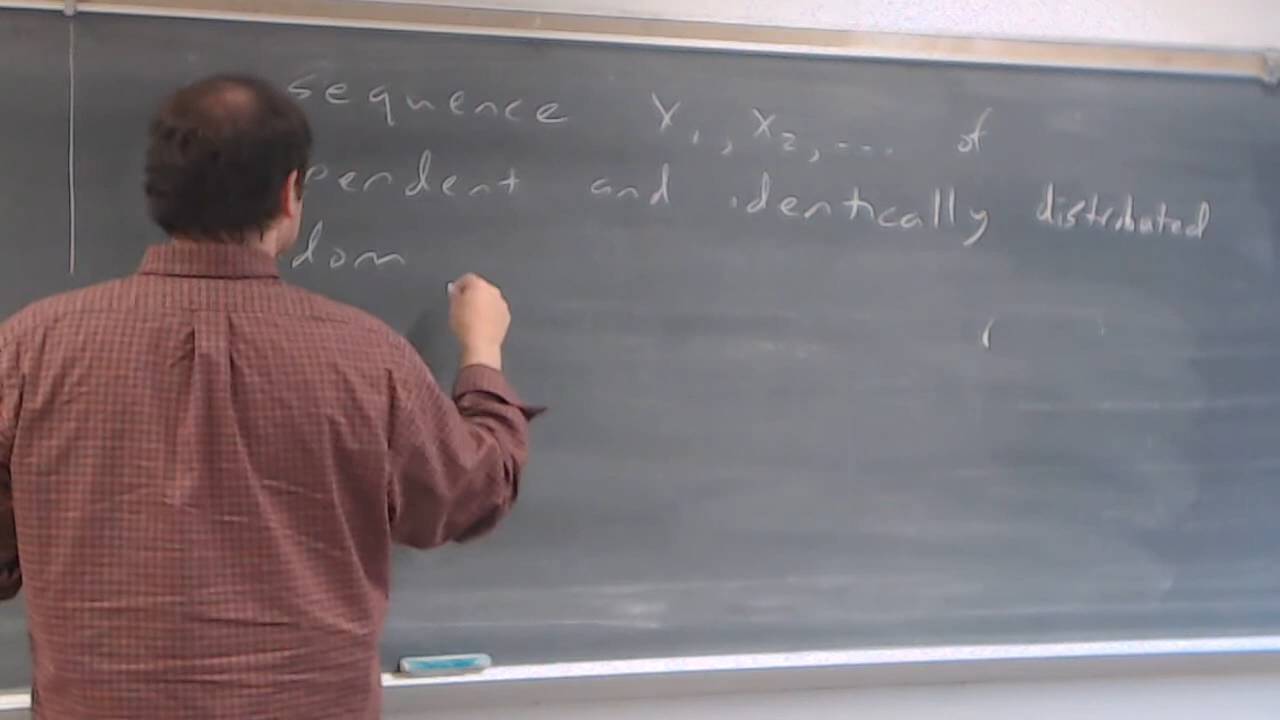 sequence X₁, X₂, ... of
pendent and identically distributed
dom